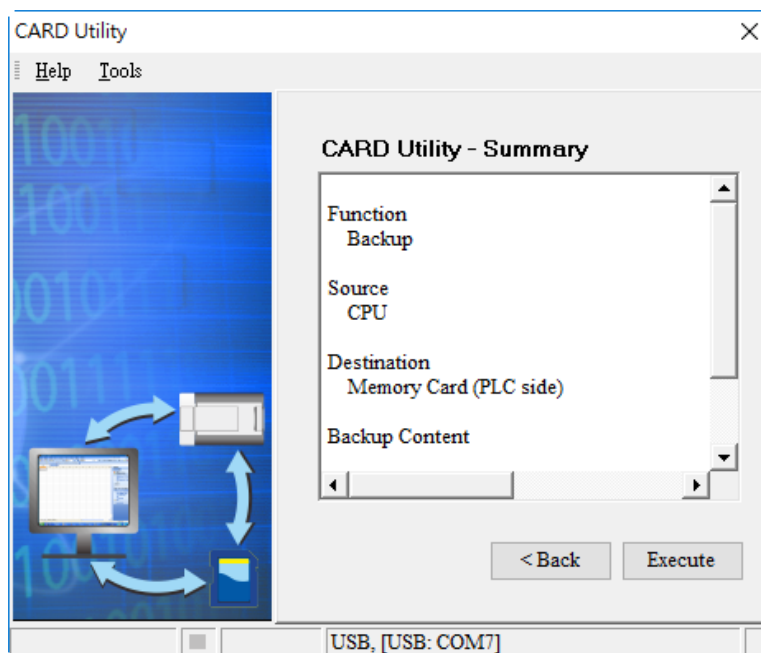 CARD Utility
Help Tools
CARD Utility - Summary
Function
Backup
Source
CPU
Destination
Memory Card (PLC side)
Backup Content
< Back Execute
USB, [USB: COM7]